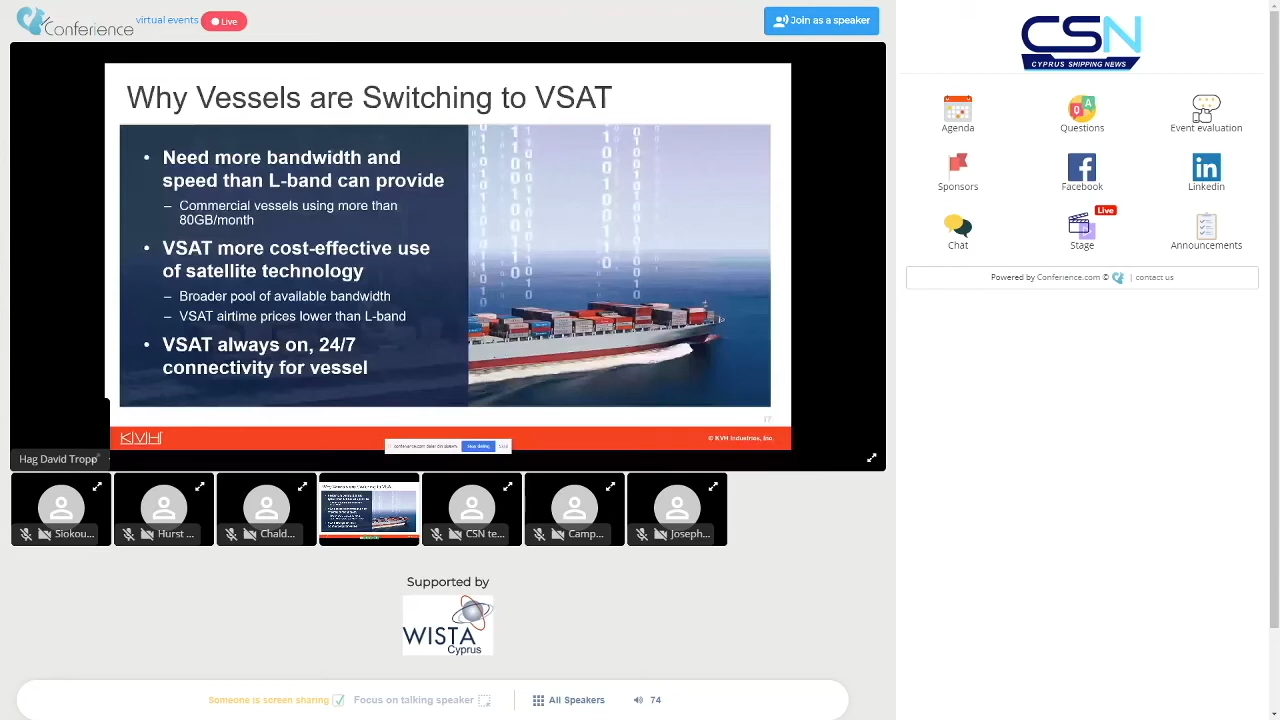 Conferience
virtual events
Live
Join as a speaker
Why Vessels are Switching to VSAT
• Need more bandwidth and
speed than L-band can provide
– Commercial vessels using more than
80GB/month
• VSAT more cost-effective use
of satellite technology
– Broader pool of available bandwidth
– VSAT airtime prices lower than L-band
• VSAT always on, 24/7
connectivity for vessel
17
KVH
© KVH Industries, Inc.
Hag David Tropp
Siokou...
Hurst ...
Chald...
CSN te...
Camp...
Joseph...
Supported by
WISTA
Cyprus
Someone is screen sharing
Focus on talking speaker
All Speakers
74
CSN
CYPRUS SHIPPING NEWS
Agenda
Questions
Event evaluation
Sponsors
Facebook
Linkedin
Chat
Live
Stage
Announcements
Powered by Conference.com © | contact us